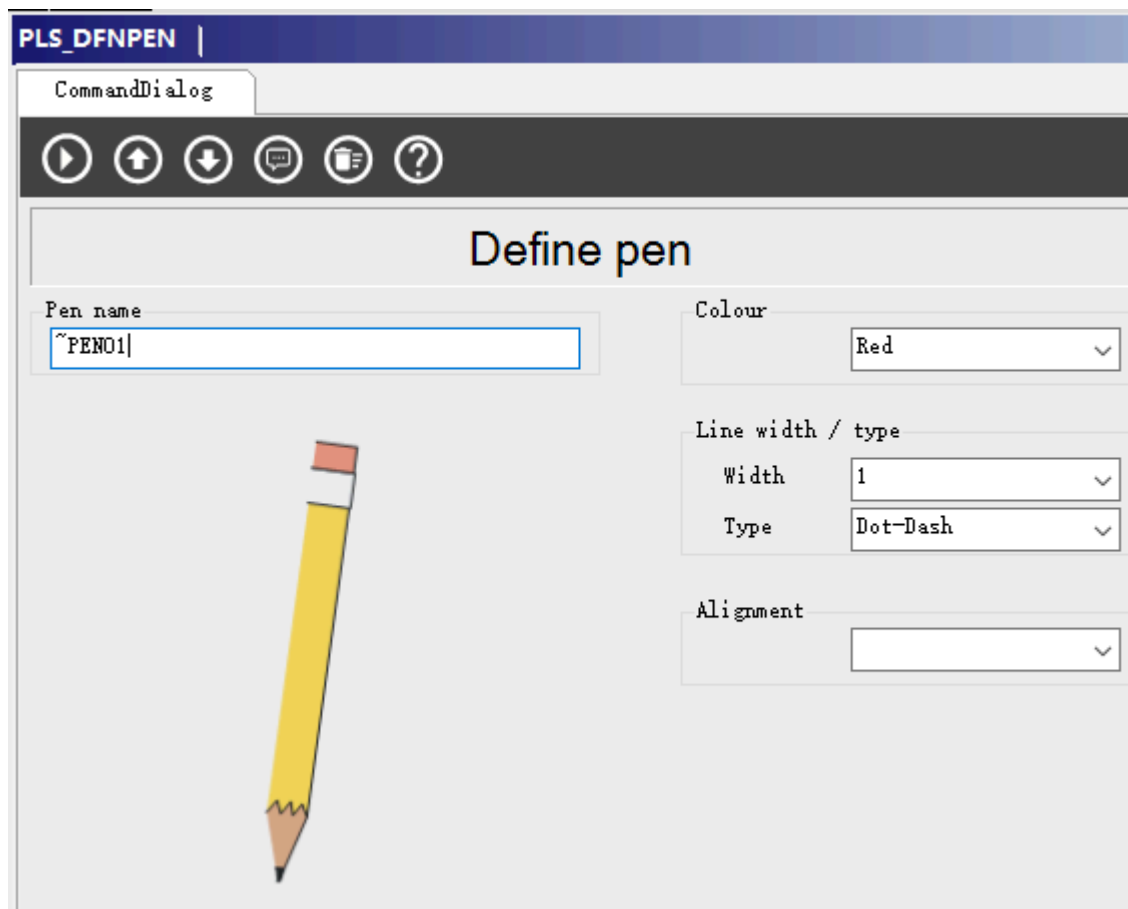 PLS_DFNPEN
CommandDialog
Define pen
Pen name
~PEN01
Colour
Red
Line width / type
Width
1
Type
Dot-Dash
Alignment